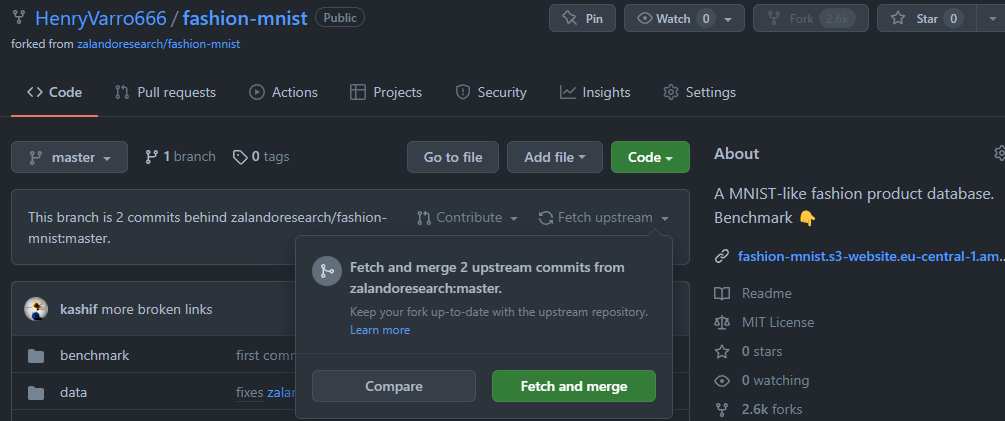 HenryVarro666 / fashion-mnist Public
Pin Watch 0 Fork 2.6k Star 0
forked from zalandoresearch/fashion-mnist
Code Pull requests Actions Projects Security Insights Settings
master 1 branch 0 tags Go to file Add file Code
This branch is 2 commits behind zalandoresearch/fashion-
mnist:master.
Contribute Fetch upstream
Fetch and merge 2 upstream commits from
zalandoresearch:master.
Keep your fork up-to-date with the upstream repository.
Learn more
Compare Fetch and merge
kashif more broken links
benchmark first comm
data fixes zalan
About
A MNIST-like fashion product database.
Benchmark 👇
fashion-mnist.s3-website.eu-central-1.am...
Readme
MIT License
0 stars
0 watching
2.6k forks